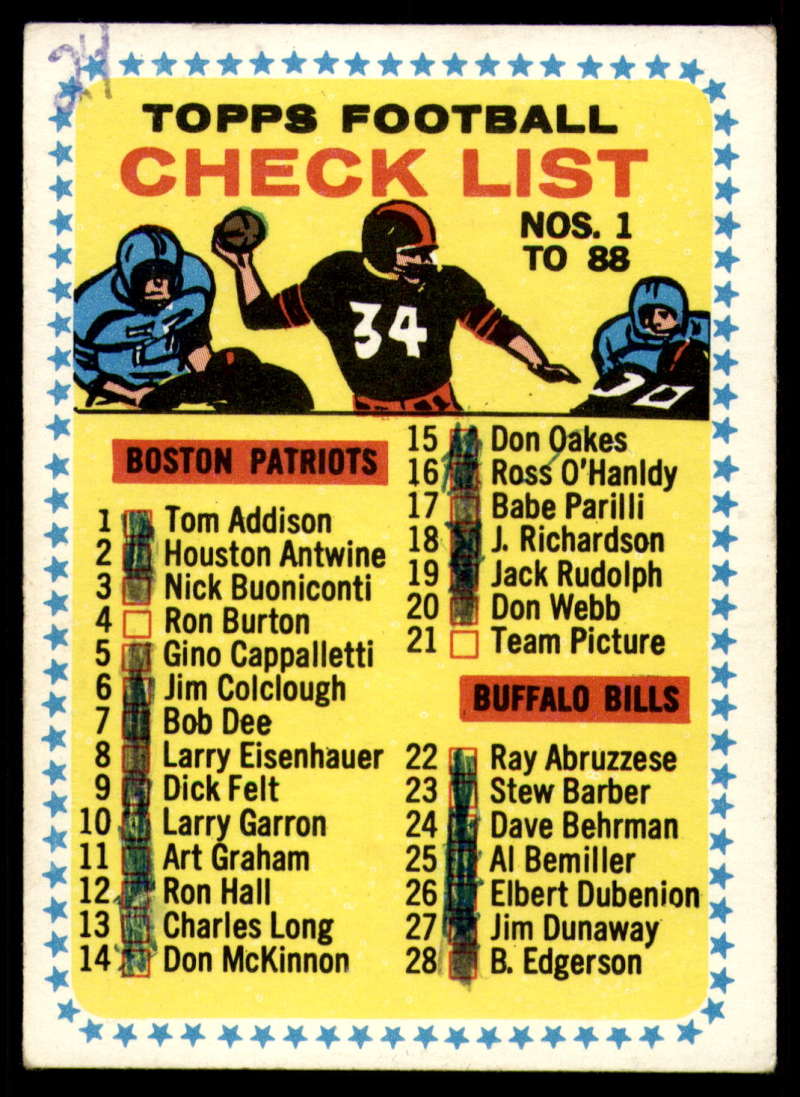 24
TOPPS FOOTBALL
CHECK LIST
NOS. 1
TO 88
34
50
BOSTON PATRIOTS
1 Tom Addison
2 Houston Antwine
3 Nick Buoniconti
4 Ron Burton
5 Gino Cappalletti
6 Jim Colclough
7 Bob Dee
8 Larry Eisenhauer
9 Dick Felt
10 Larry Garron
11 Art Graham
12 Ron Hall
13 Charles Long
14 Don McKinnon
15 Don Oakes
16 Ross O'Hanldy
17 Babe Parilli
18 J. Richardson
19 Jack Rudolph
20 Don Webb
21 Team Picture
BUFFALO BILLS
22 Ray Abruzzese
23 Stew Barber
24 Dave Behrman
25 Al Bemiller
26 Elbert Dubenion
27 Jim Dunaway
28 B. Edgerson